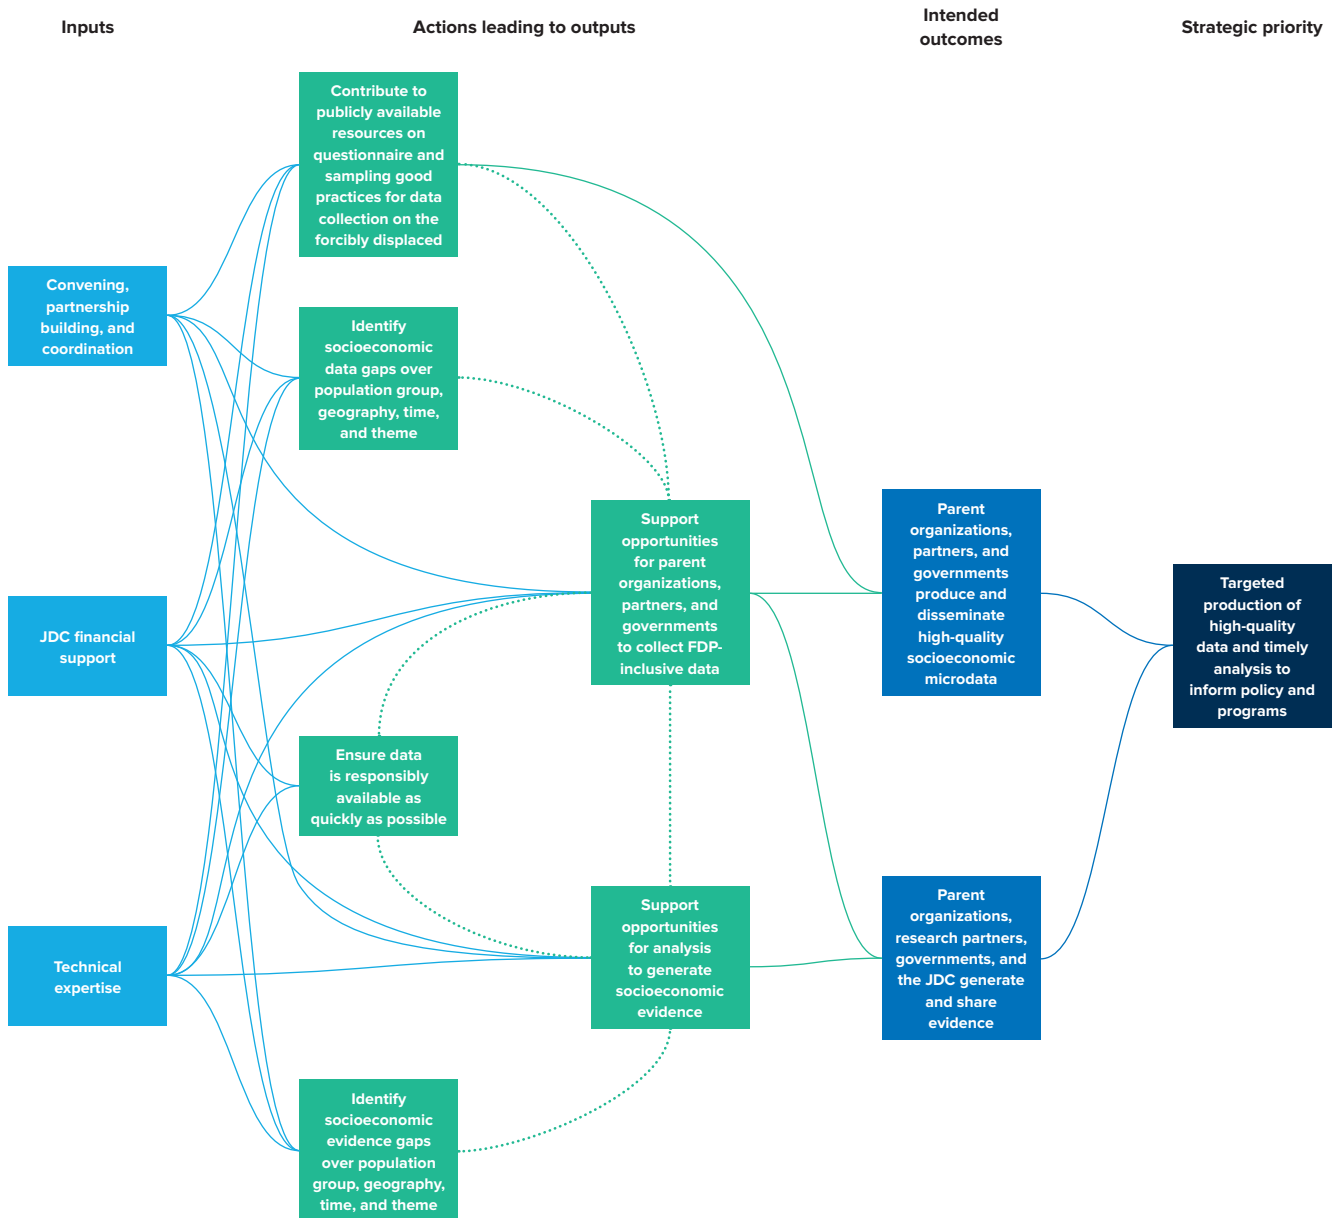 Inputs
Actions leading to outputs
Intended
outcomes
Strategic priority
Contribute to
publicly available
resources on
questionnaire and
sampling good
practices for data
collection on the
forcibly displaced
Convening,
partnership
building, and
coordination
Identify
socioeconomic
data gaps over
population group,
geography, time,
and theme
Support
opportunities
for parent
organizations,
partners, and
governments
to collect FDP-
inclusive data
Parent
organizations,
partners, and
governments
produce and
disseminate
high-quality
socioeconomic
microdata
Targeted
production of
high-quality
data and timely
analysis to
inform policy and
programs
JDC financial
support
Ensure data
is responsibly
available as
quickly as possible
Support
opportunities
for analysis
to generate
socioeconomic
evidence
Parent
organizations,
research partners,
governments, and
the JDC generate
and share
evidence
Technical
expertise
Identify
socioeconomic
evidence gaps
over population
group, geography,
time, and theme